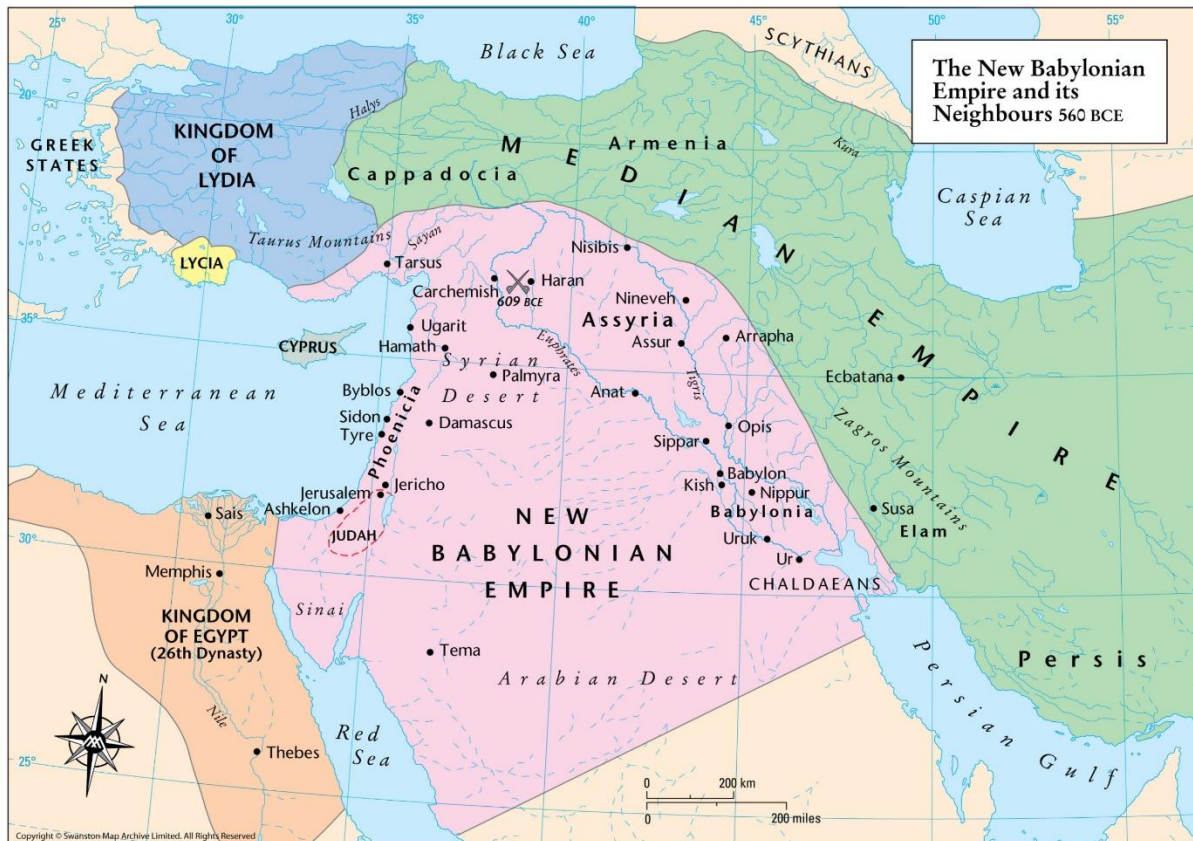 25°
30°
35°
40°
45°
50°
55°
Black Sea
SCYTHIANS
The New Babylonian
Empire and its
Neighbours 560 BCE
20°
Halys
GREEK
STATES
KINGDOM
OF
LYDIA
Armenia
Kura
Cappadocia
MEDIAN EMPIRE
Caspian
Sea
Taurus Mountains
Sayan
LYCIA
Tarsus
Nisibis
Carchemish
Haran
609 BCE
Nineveh
Assyria
35°
Ugarit
CYPRUS
Hamath
Euphrates
Assur
Arrapha
Syrian
Desert
Palmyra
Tigris
Ecbatana
Mediterranean
Sea
Byblos
Anat
Sidon
Tyre
Phoenicia
Damascus
Opis
Sippar
Zagros Mountains
Babylon
Kish
Nippur
Babylonia
Jericho
Jerusalem
Ashkelon
Sais
Susa
Elam
JUDAH
NEW
BABYLONIAN
EMPIRE
Uruk
Ur
CHALDAEANS
30°
Memphis
Sinai
KINGDOM
OF EGYPT
(26th Dynasty)
Tema
Arabian Desert
Persis
Persian Gulf
N
Nile
Red
Sea
Thebes
25°
0 200 km
0 200 miles
Copyright © Swanston Map Archive Limited. All Rights Reserved